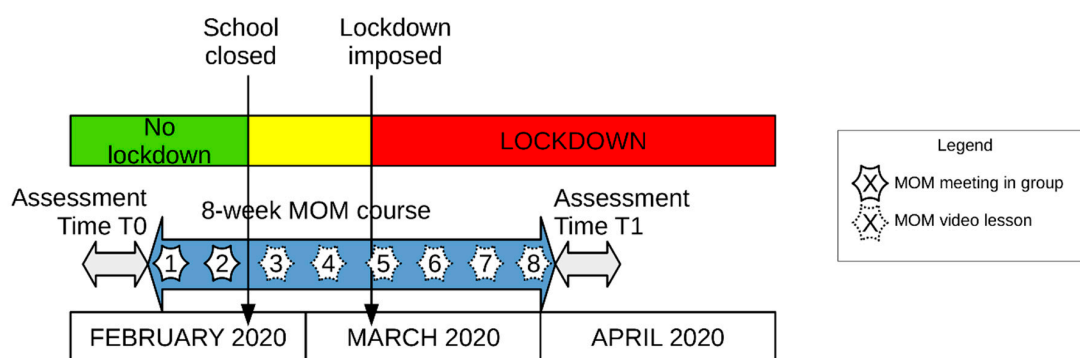 School
closed
Lockdown
imposed
No
lockdown
LOCKDOWN
Assessment
Time T0
8-week MOM course
Assessment
Time T1
1 2 3 4 5 6 7 8
FEBRUARY 2020 MARCH 2020 APRIL 2020
Legend
X MOM meeting in group
X MOM video lesson